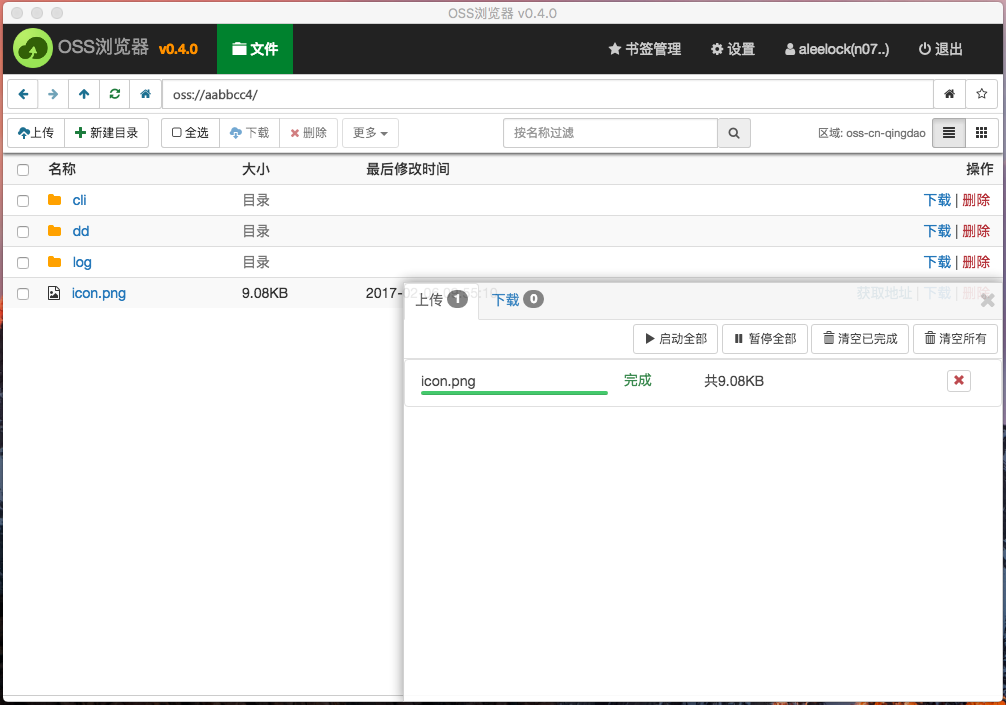 OSS浏览器 v0.4.0
OSS浏览器 v0.4.0 文件 书签管理 设置 aleelock(n07..) 退出
oss://aabbcc4/
上传 新建目录 全选 下载 删除 更多 按名称过滤 区域: oss-cn-qingdao
名称 大小 最后修改时间 操作
cli 目录 下载 | 删除
dd 目录 下载 | 删除
log 目录 下载 | 删除
icon.png 9.08KB 2017-02- 获取地址 | 下载 | 删除
上传 1 下载 0
启动全部 暂停全部 清空已完成 清空所有
icon.png 完成 共9.08KB